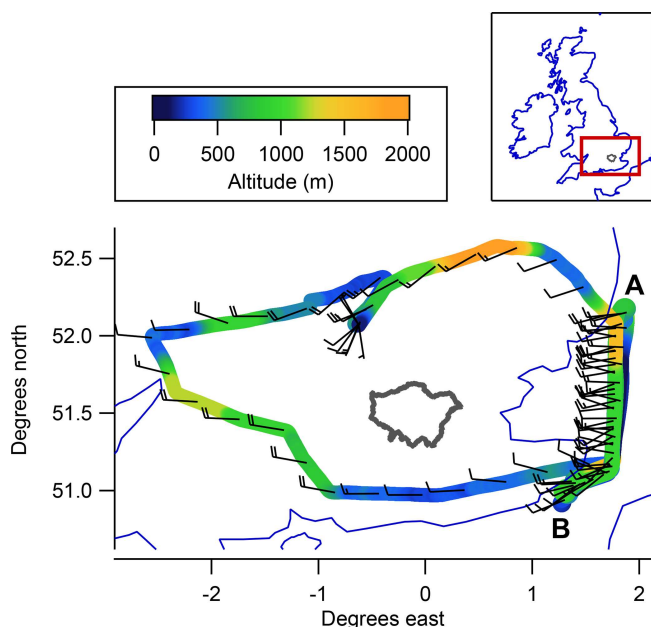 0 500 1000 1500 2000
Altitude (m)
52.5
A
52.0
51.5
51.0
B
Degrees north
-2 -1 0 1 2
Degrees east